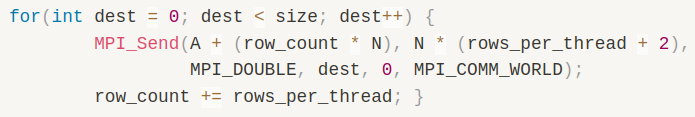 for(int dest = 0; dest < size; dest++) {
MPI_Send(A + (row_count * N), N * (rows_per_thread + 2),
MPI_DOUBLE, dest, 0, MPI_COMM_WORLD);
row_count += rows_per_thread; }